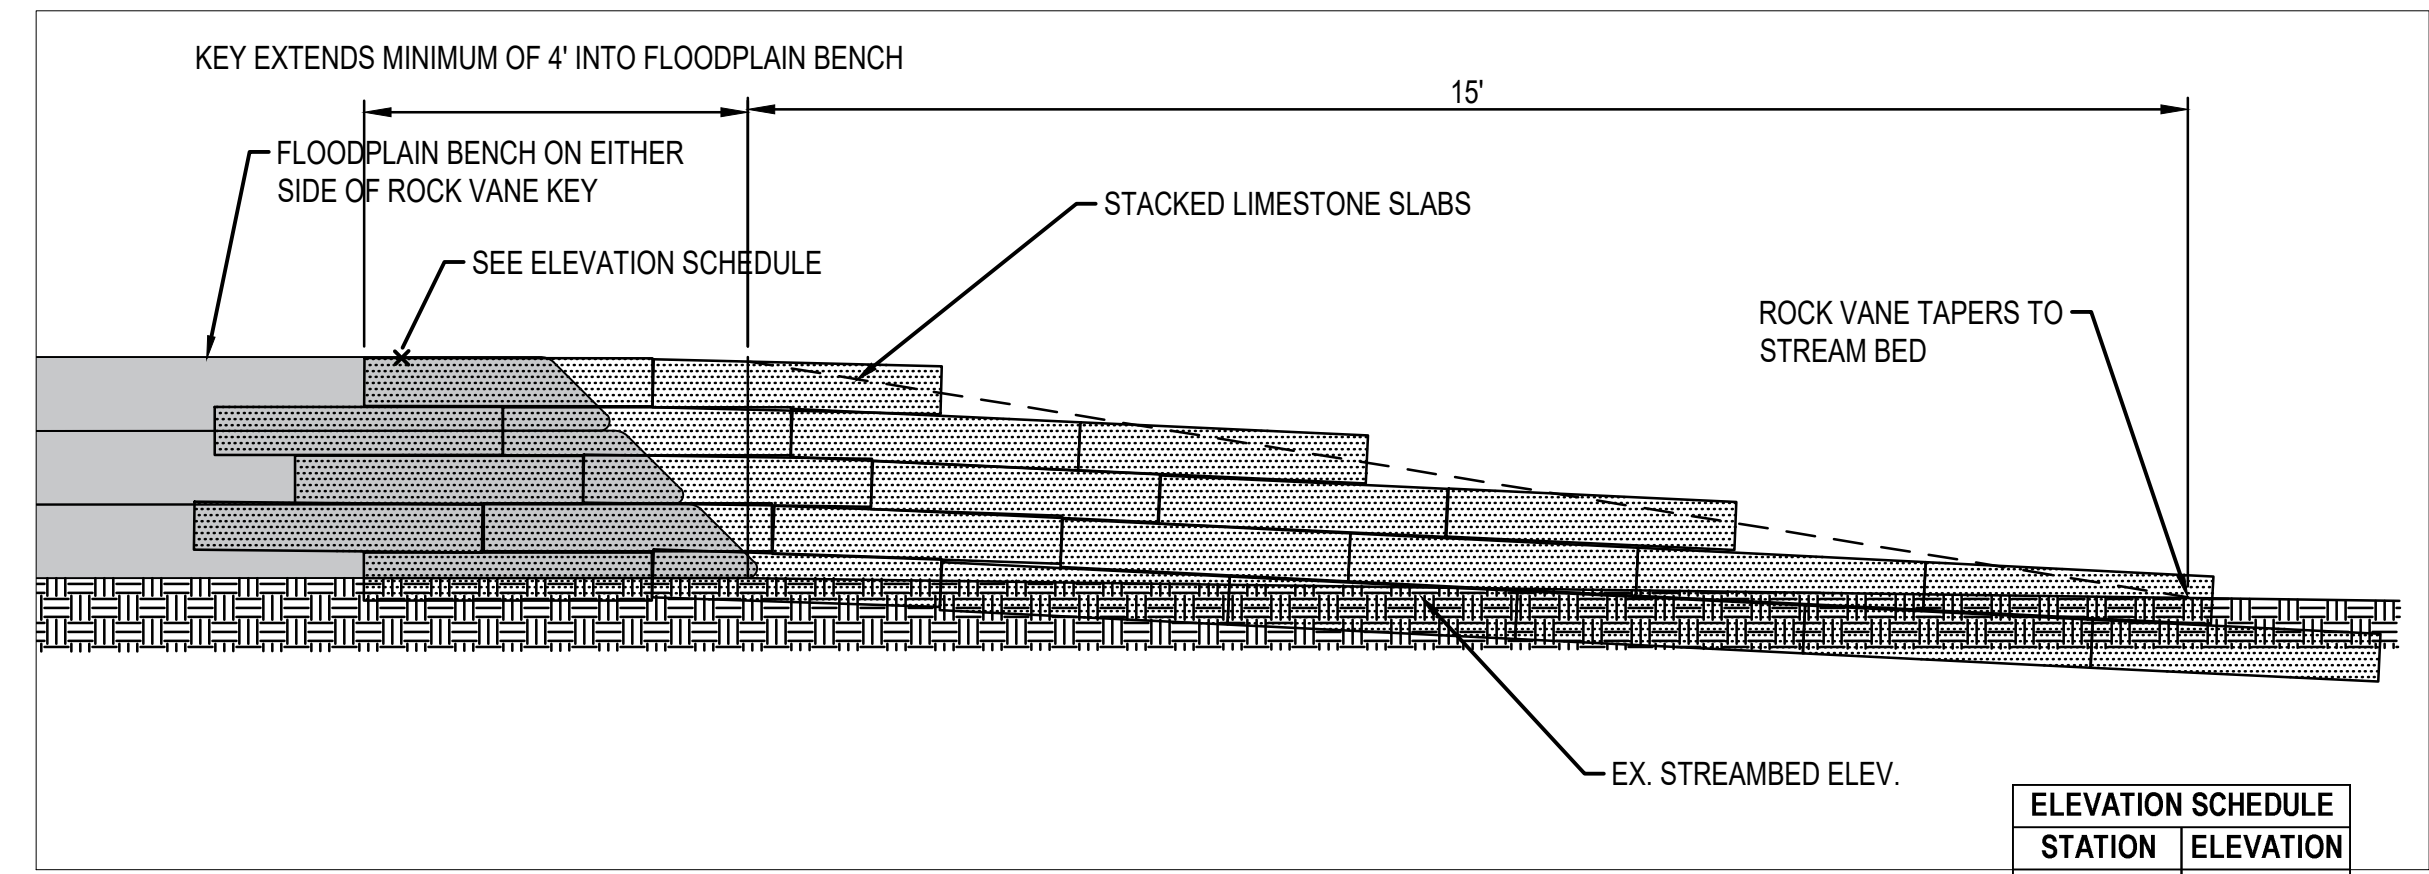 KEY EXTENDS MINIMUM OF 4' INTO FLOODPLAIN BENCH
15'
FLOODPLAIN BENCH ON EITHER
SIDE OF ROCK VANE KEY
STACKED LIMESTONE SLABS
SEE ELEVATION SCHEDULE
ROCK VANE TAPERS TO
STREAM BED
EX. STREAMBED ELEV.
ELEVATION SCHEDULE
STATION ELEVATION